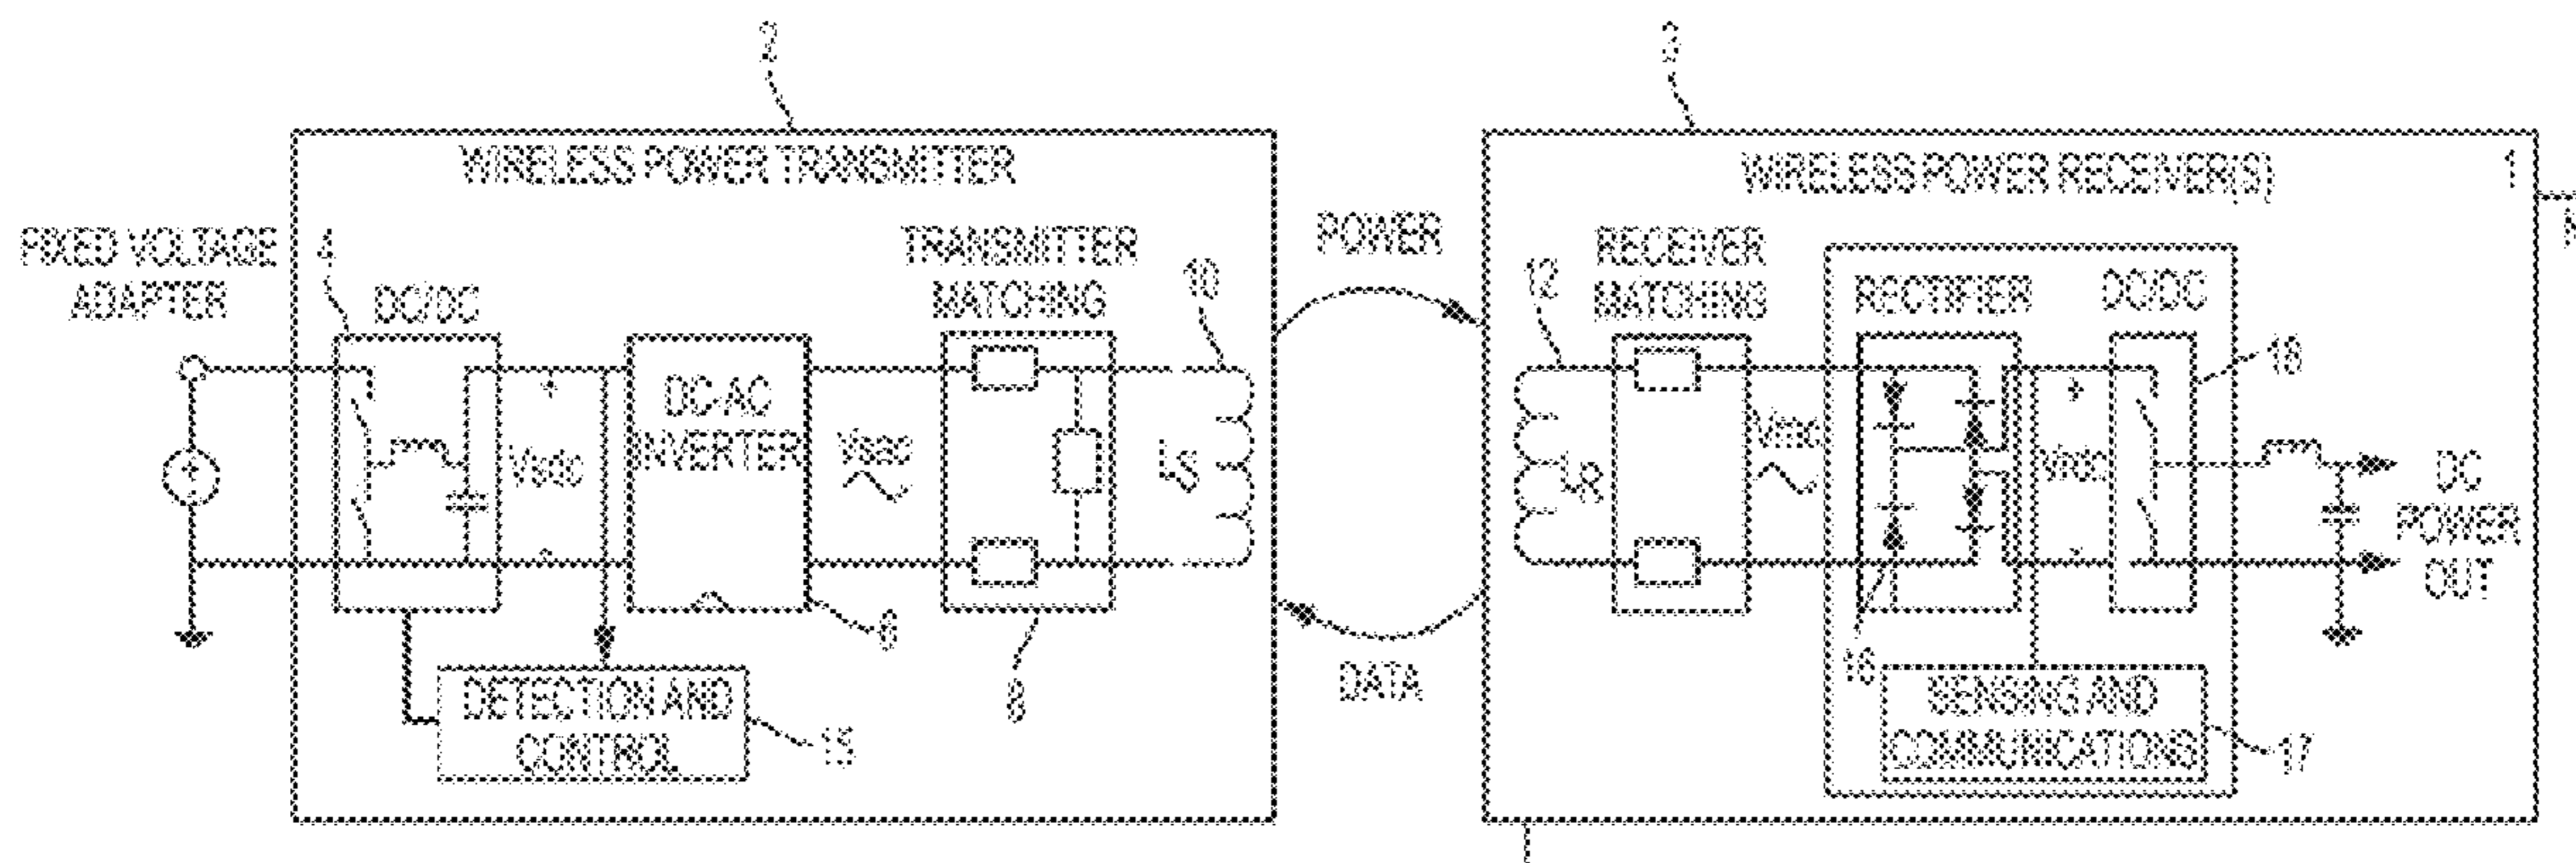 2
3
WIRELESS POWER TRANSMITTER
WIRELESS POWER RECEIVER(S)
1
FIXED VOLTAGE
ADAPTER
4
DC/DC
TRANSMITTER
MATCHING
10
POWER
12
RECEIVER
MATCHING
RECTIFIER
DC/DC
18
DC-AC
INVERTER
Vsdc
Vsac
LS
LR
Vrac
Vrdc
DC
POWER
OUT
6
8
DATA
16
DETECTION AND
CONTROL
15
SENSING AND
COMMUNICATIONS
17